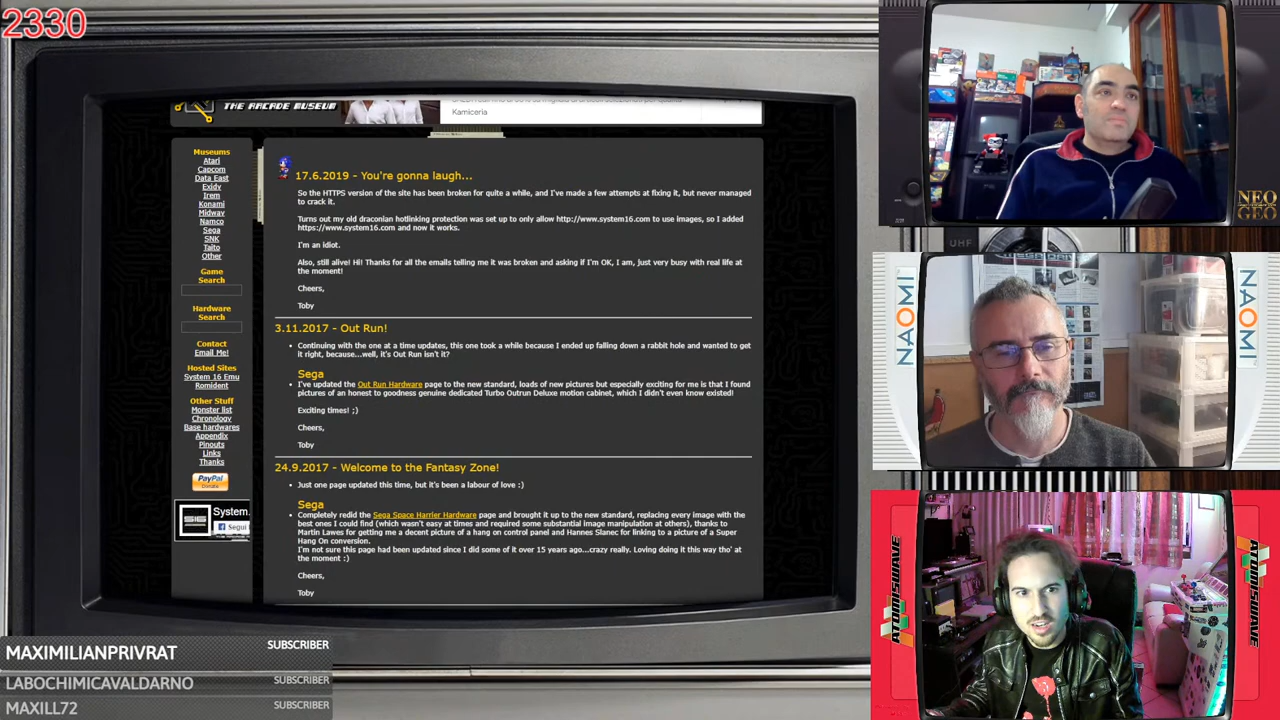 2330
THE ARCADE MUSEUM
Kamiceria
Museums
Atari
Capcom
Data East
Exidy
Irem
Konami
Midway
Namco
Sega
SNK
Taito
Other
Game
Search
Hardware
Search
Contact
Email Me!
Hosted Sites
System 16 Emu
Romident
Other Stuff
Monster list
Chronology
Base hardwares
Appendix
Pinouts
Links
Thanks
PayPal
Donate
S16
System.
Segui
17.6.2019 - You're gonna laugh...
So the HTTPS version of the site has been broken for quite a while, and I've made a few attempts at fixing it, but never managed
to crack it.
Turns out my old draconian hotlinking protection was set up to only allow http://www.system16.com to use images, so I added
https://www.system16.com and now it works.
I'm an idiot.
Also, still alive! Hi! Thanks for all the emails telling me it was broken and asking if I'm OK, I am, just very busy with real life at
the moment!
Cheers,
Toby
3.11.2017 - Out Run!
Continuing with the one at a time updates, this one took a while because I ended up falling down a rabbit hole and wanted to get
it right, because...well, it's Out Run isn't it?
Sega
I've updated the Out Run Hardware page to the new standard, loads of new pictures but especially exciting for me is that I found
pictures of an honest to goodness genuine dedicated Turbo Outrun Deluxe motion cabinet, which I didn't even know existed!
Exciting times! ;)
Cheers,
Toby
24.9.2017 - Welcome to the Fantasy Zone!
Just one page updated this time, but it's been a labour of love :)
Sega
Completely redid the Sega Space Harrier Hardware page and brought it up to the new standard, replacing every image with the
best ones I could find (which wasn't easy at times and required some substantial image manipulation at others), thanks to
Martin Lawes for getting me a decent picture of a hang on control panel and Hannes Slanec for linking to a picture of a Super
Hang On conversion.
I'm not sure this page had been updated since I did some of it over 15 years ago...crazy really. Loving doing it this way tho' at
the moment :)
Cheers,
Toby
NEO
GEO
UHF
NAOMI
NAOMI
MEGA DRIVE
ATOMISWAVE
ATOMISWAVE
MAXIMILIANPRIVRAT SUBSCRIBER
LABOCHIMICAVALDARNO SUBSCRIBER
MAXILL72 SUBSCRIBER